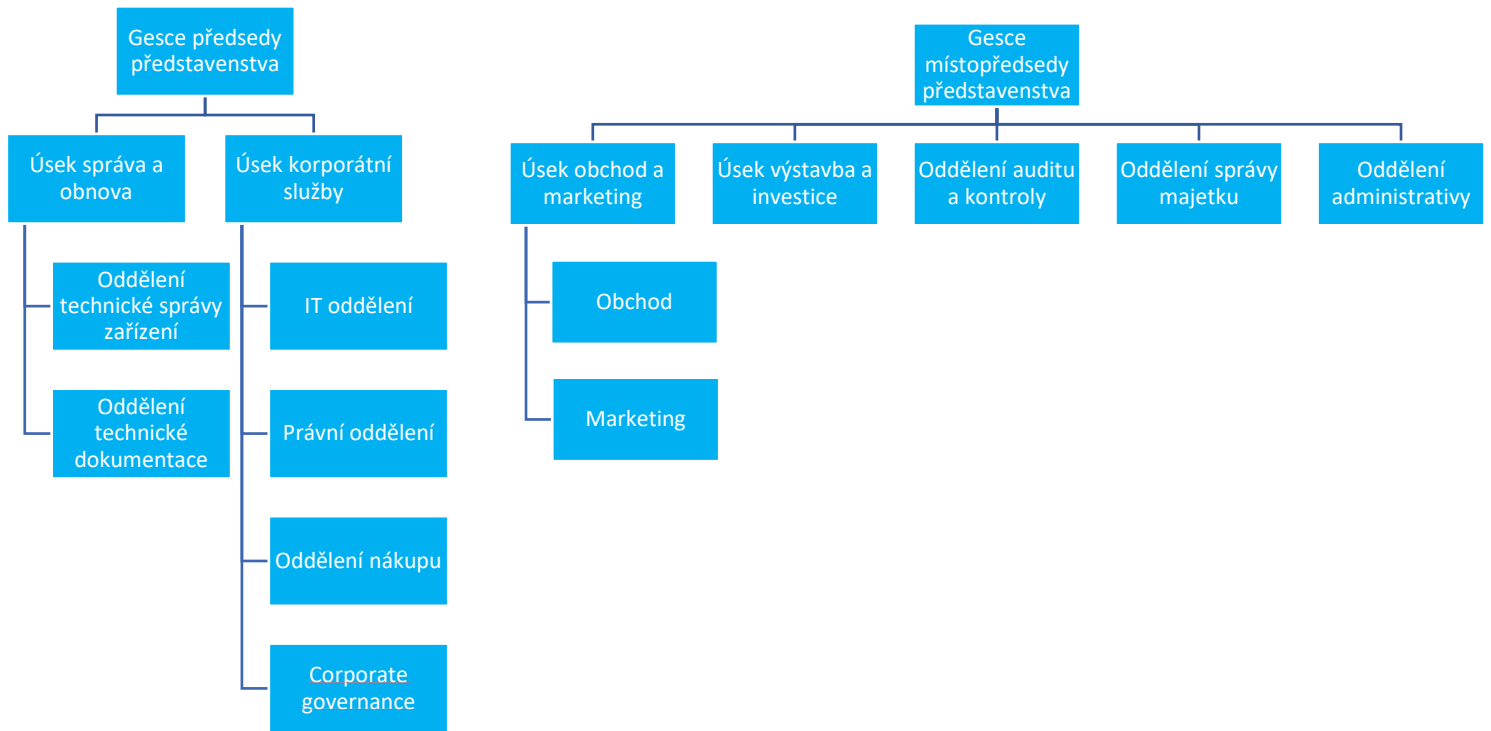 Gesce předsedy
představenstva
Gesce
místopředsedy
představenstva
Úsek správa a
obnova
Úsek korporátní
služby
Úsek obchod a
marketing
Úsek výstavba a
investice
Oddělení auditu
a kontroly
Oddělení správy
majetku
Oddělení
administrativy
Oddělení
technické správy
zařízení
IT oddělení
Obchod
Oddělení
technické
dokumentace
Právní oddělení
Marketing
Oddělení nákupu
Corporate
governance